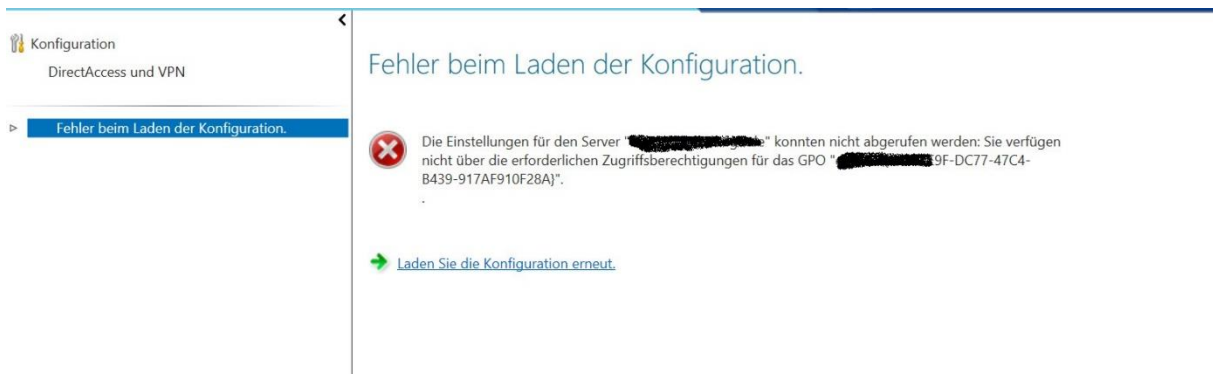 Konfiguration
DirectAccess und VPN
Fehler beim Laden der Konfiguration.
Fehler beim Laden der Konfiguration.
Die Einstellungen für den Server " e" konnten nicht abgerufen werden: Sie verfügen
nicht über die erforderlichen Zugriffsberechtigungen für das GPO " 9F-DC77-47C4-
B439-917AF910F28A}".
.
Laden Sie die Konfiguration erneut.